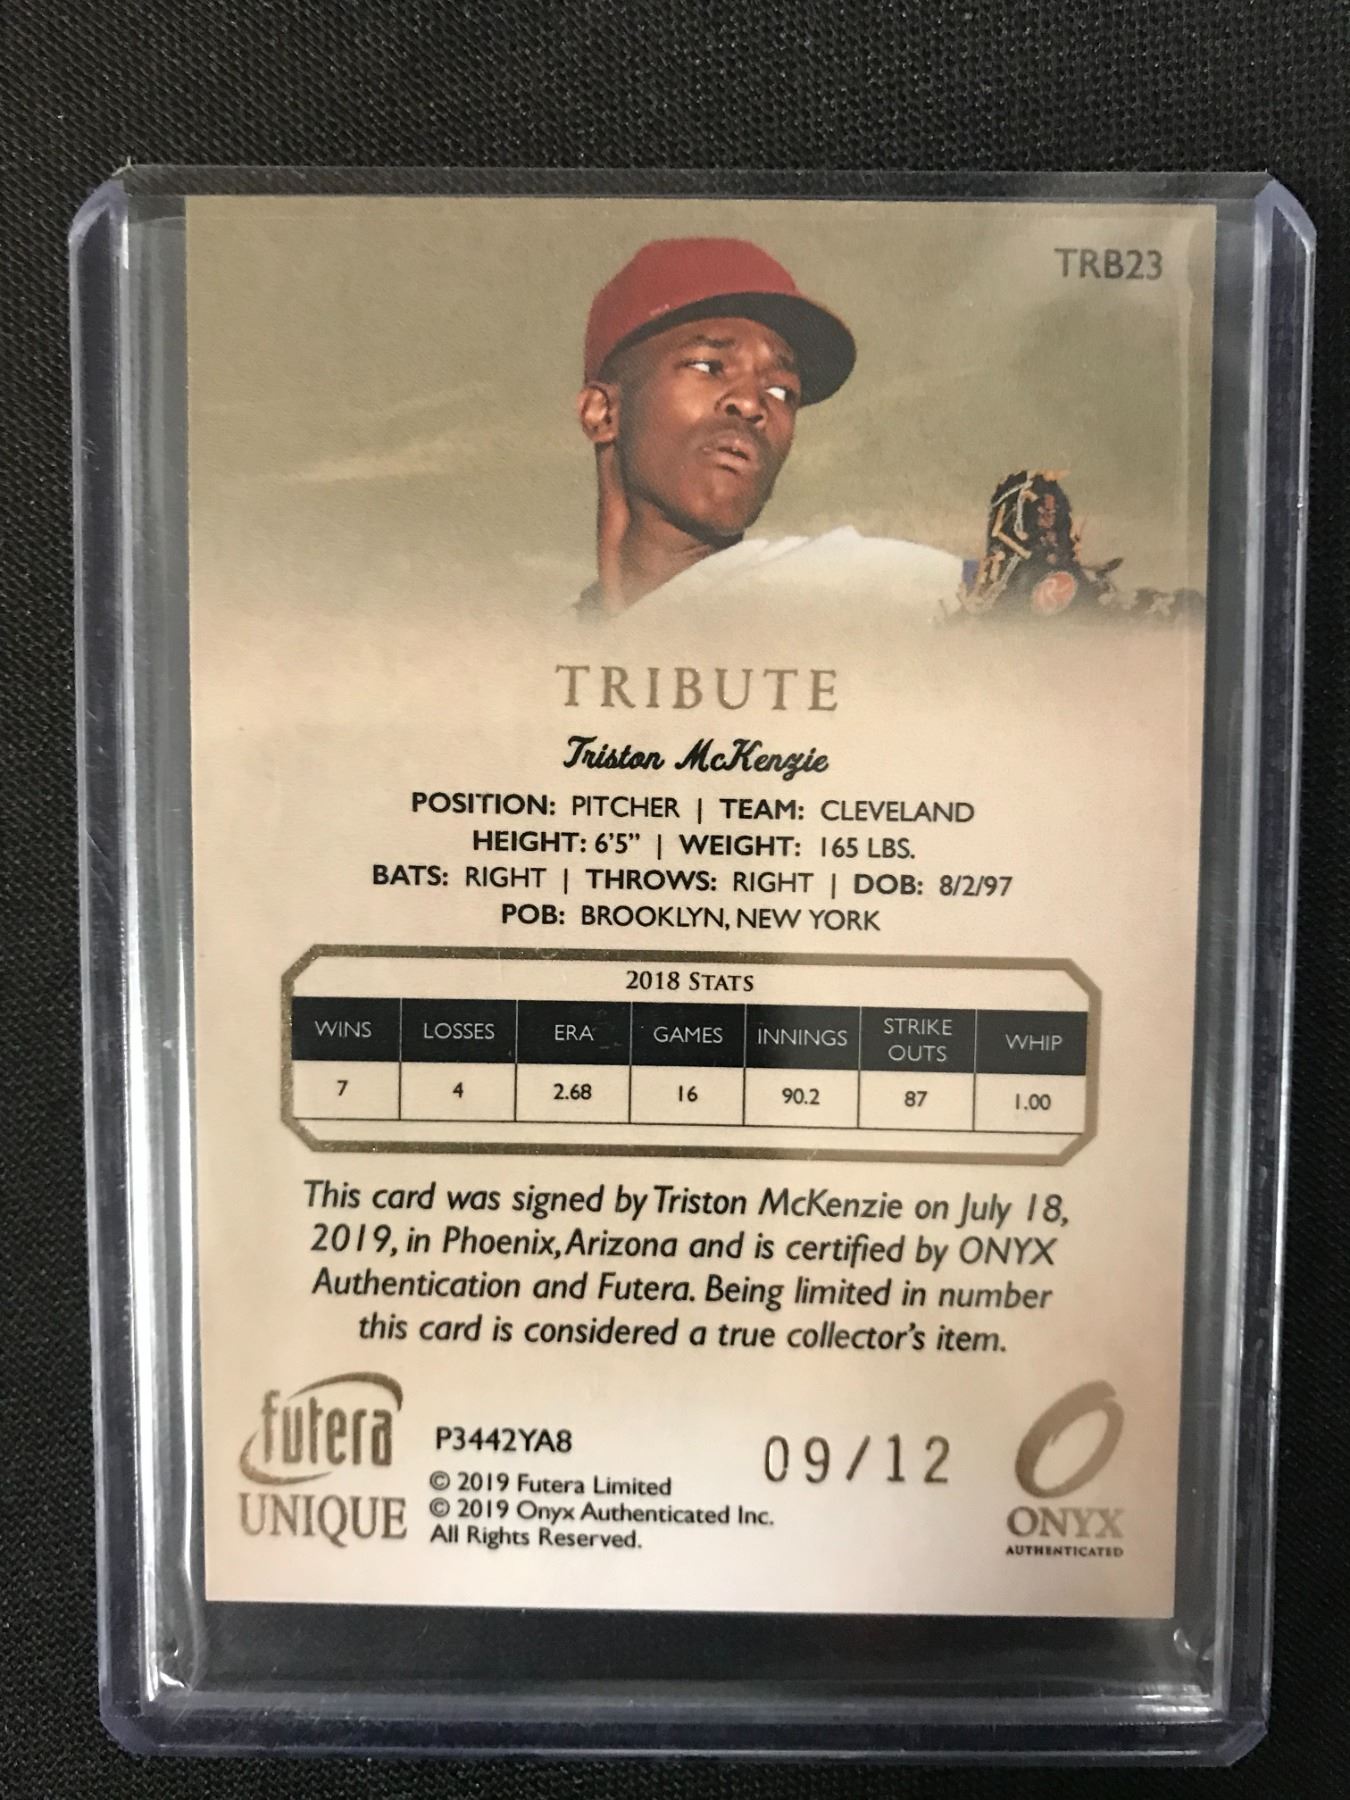 TRB23
TRIBUTE
Triston McKenzie
POSITION: PITCHER | TEAM: CLEVELAND
HEIGHT: 6'5" | WEIGHT: 165 LBS.
BATS: RIGHT | THROWS: RIGHT | DOB: 8/2/97
POB: BROOKLYN, NEW YORK
2018 STATS
WINS LOSSES ERA GAMES INNINGS STRIKE OUTS WHIP
7 4 2.68 16 90.2 87 1.00
This card was signed by Triston McKenzie on July 18,
2019, in Phoenix, Arizona and is certified by ONYX
Authentication and Futera. Being limited in number
this card is considered a true collector's item.
futera
UNIQUE
P3442YA8
© 2019 Futera Limited
© 2019 Onyx Authenticated Inc.
All Rights Reserved.
09/12
ONYX
AUTHENTICATED